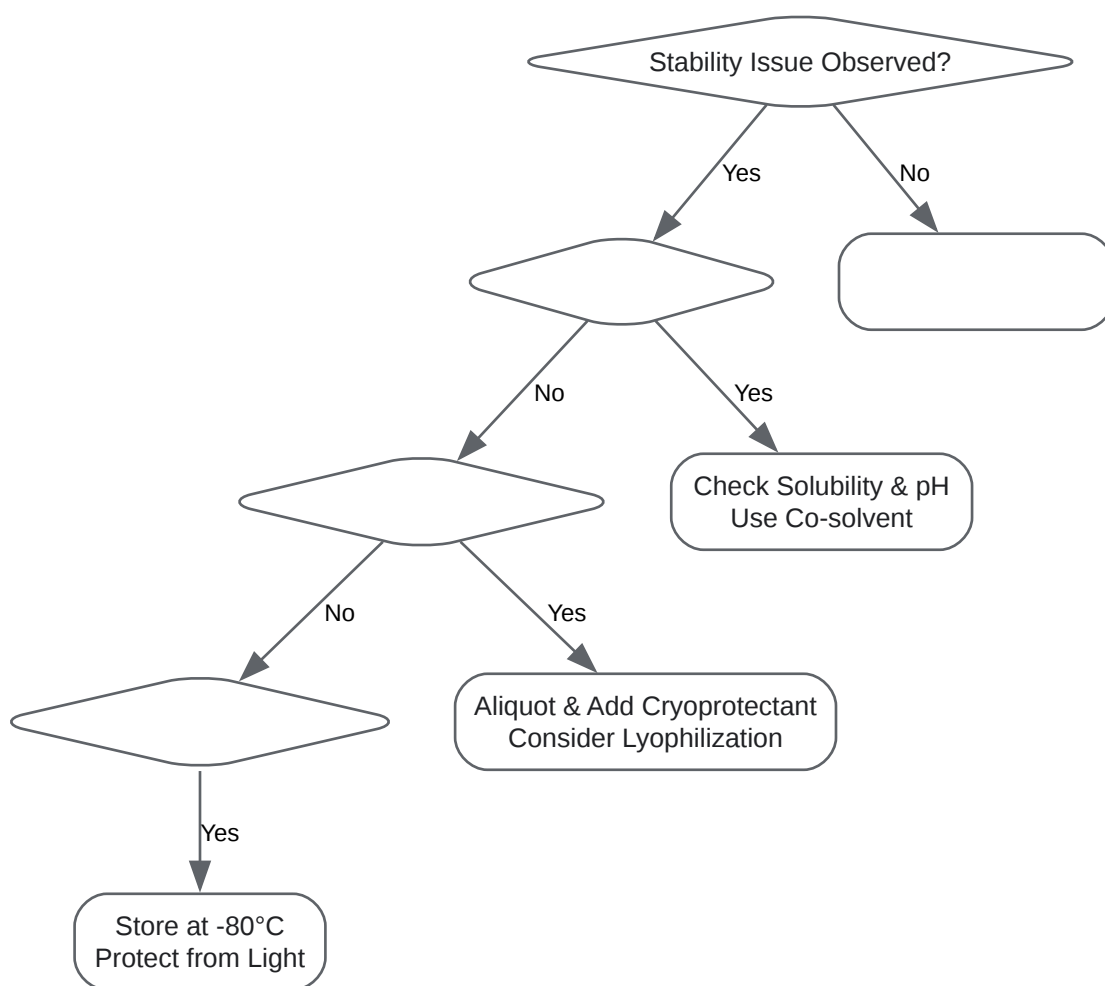 Stability Issue Observed?
Yes
No
No
Yes
Check Solubility & pH
Use Co-solvent
No
Yes
Aliquot & Add Cryoprotectant
Consider Lyophilization
Yes
Store at -80°C
Protect from Light